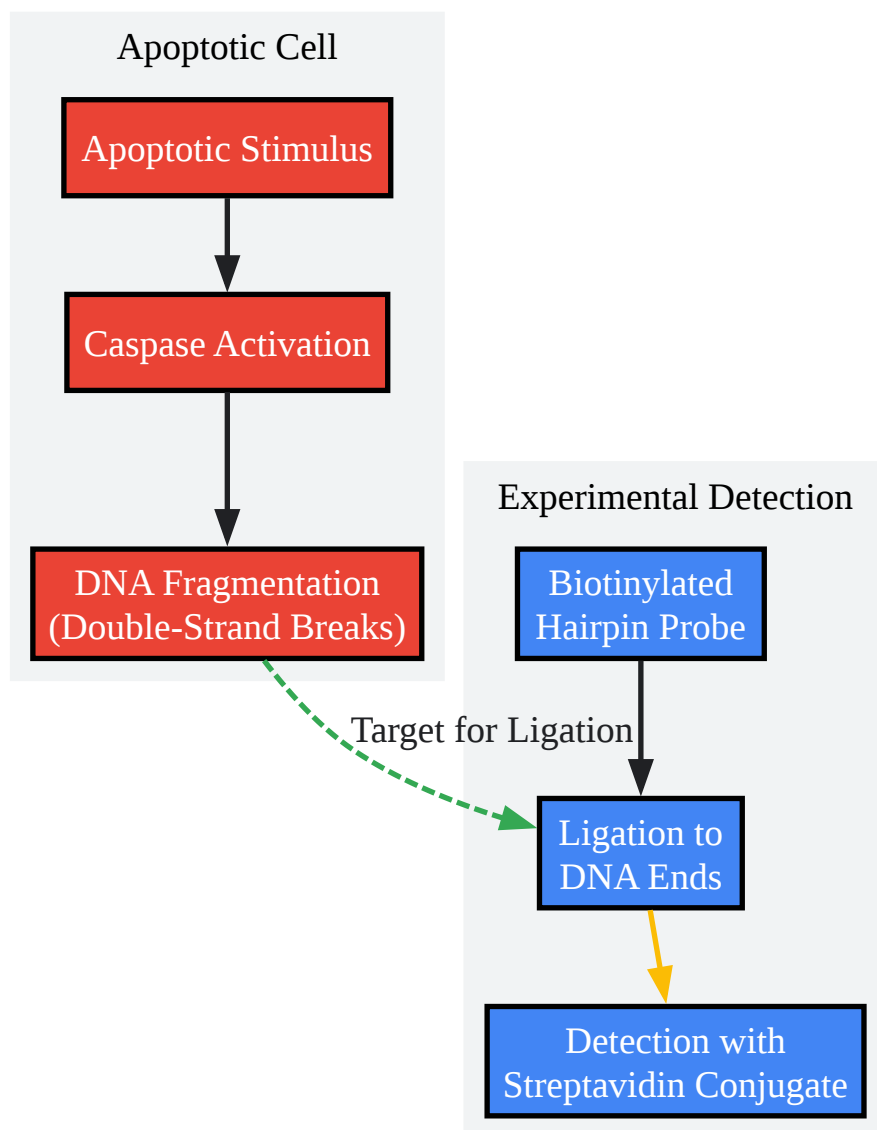 Apoptotic Cell
Apoptotic Stimulus
Caspase Activation
DNA Fragmentation
(Double-Strand Breaks)
Experimental Detection
Biotinylated
Hairpin Probe
Target for Ligation
Ligation to
DNA Ends
Detection with
Streptavidin Conjugate